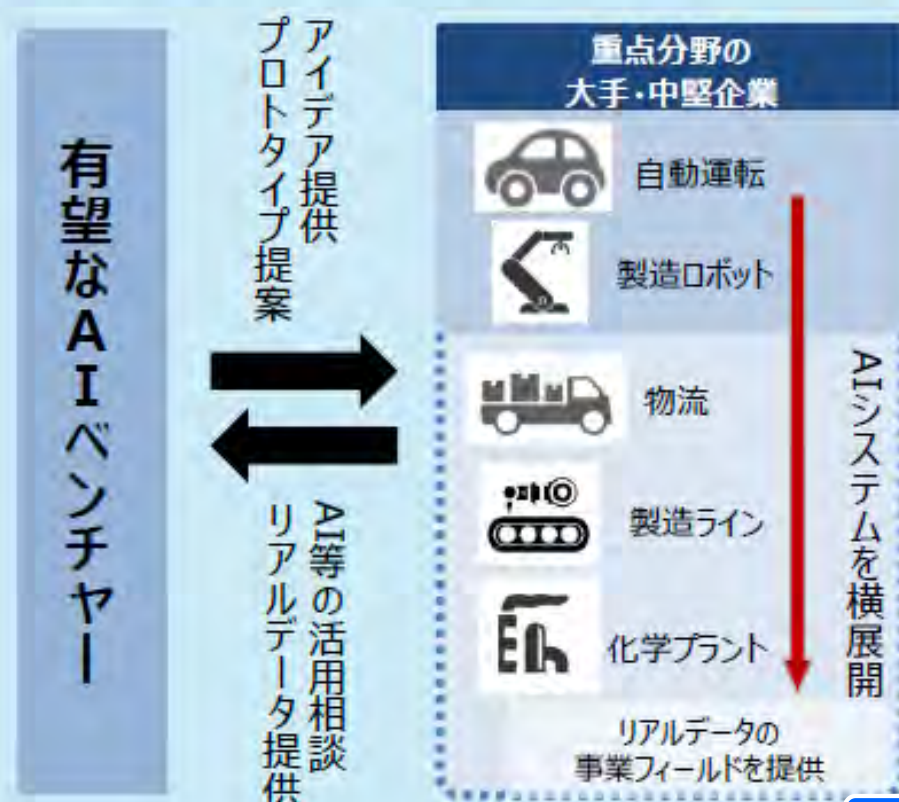 有望なAIベンチャー
アイデア提供
プロトタイプ提案
AI等の活用相談
リアルデータ提供
重点分野の
大手・中堅企業
自動運転
製造ロボット
物流
製造ライン
化学プラント
AIシステムを横展開
リアルデータの
事業フィールドを提供